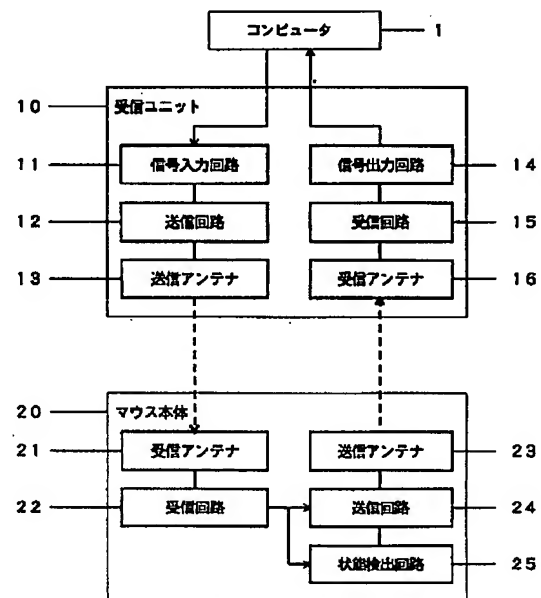 コンピュータ 1
10 受信ユニット
11 信号入力回路 信号出力回路 14
12 送信回路 受信回路 15
13 送信アンテナ 受信アンテナ 16
20 マウス本体
21 受信アンテナ 送信アンテナ 23
22 受信回路 送信回路 24
状態検出回路 25